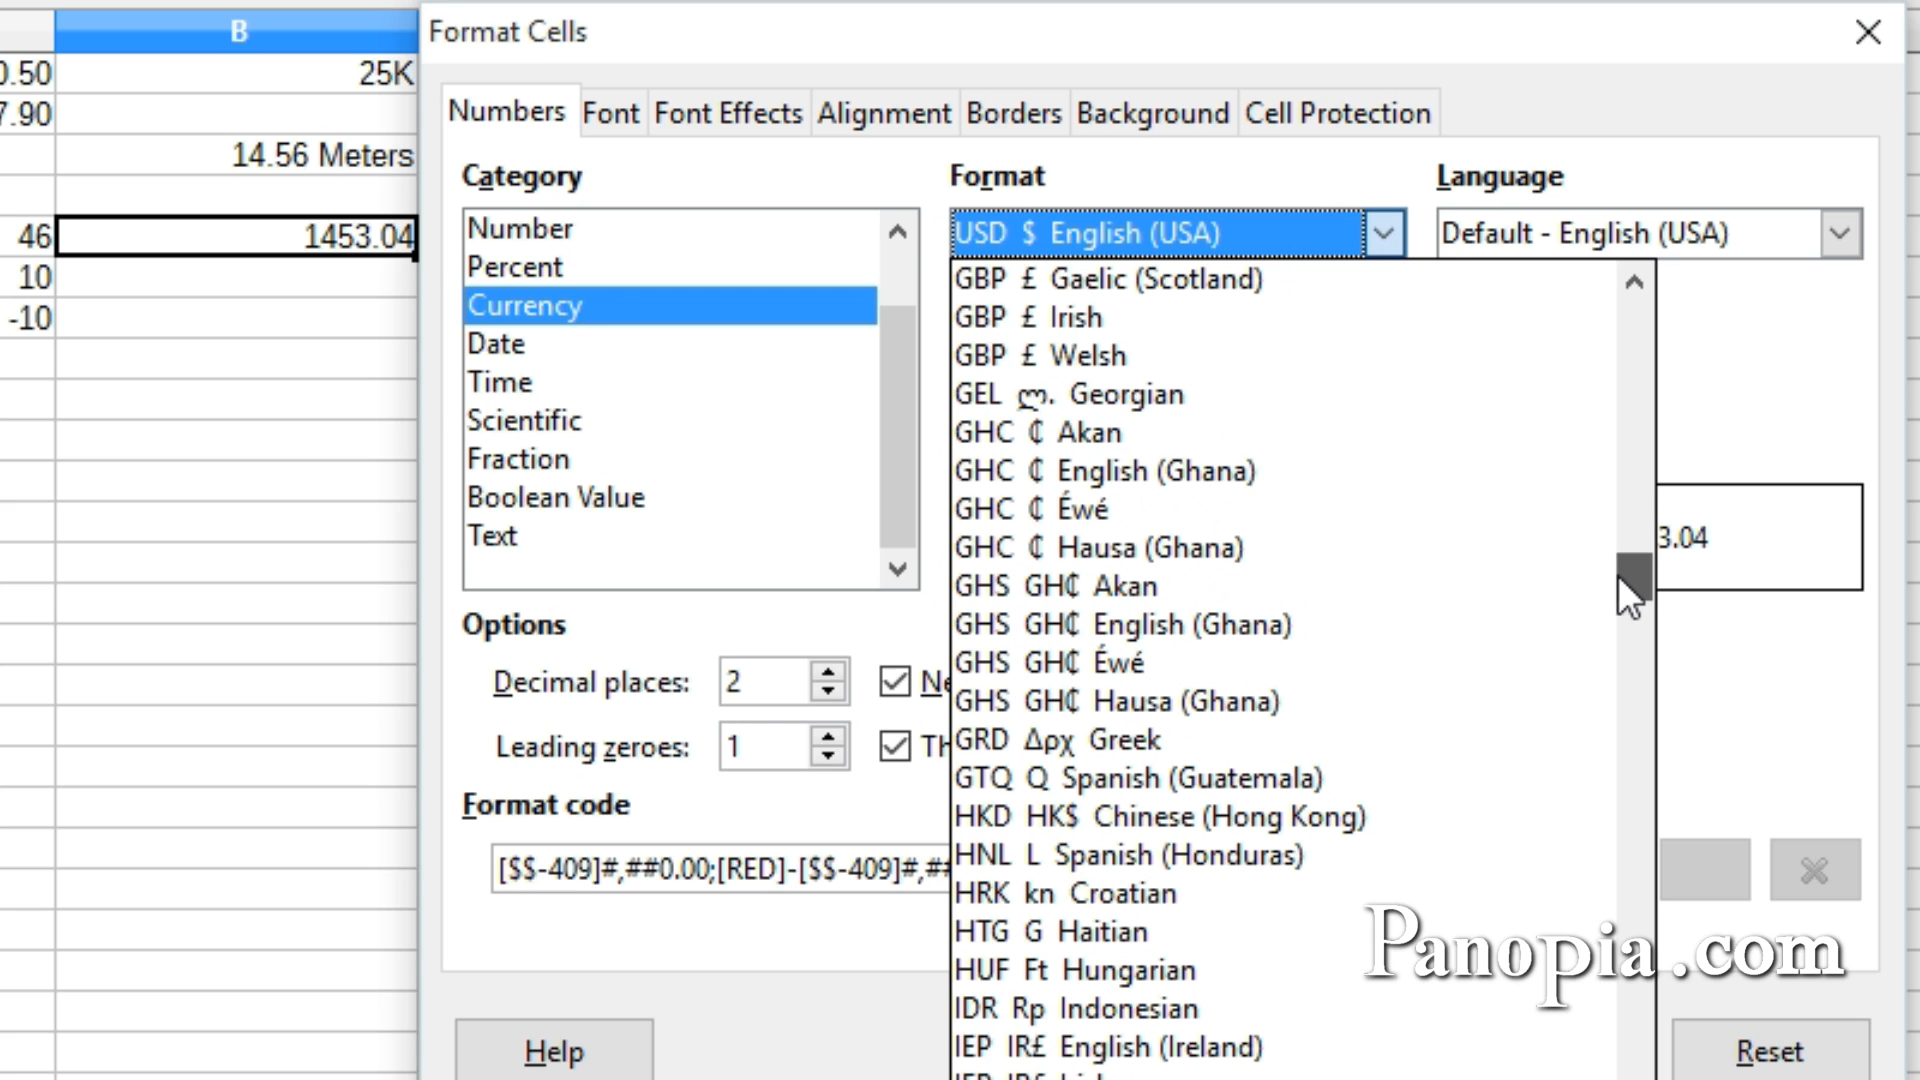 B
Format Cells
0.50
25K
7.90
14.56 Meters
46
1453.04
10
-10
Numbers
Font
Font Effects
Alignment
Borders
Background
Cell Protection
Category
Number
Percent
Currency
Date
Time
Scientific
Fraction
Boolean Value
Text
Format
USD $ English (USA)
GBP £ Gaelic (Scotland)
GBP £ Irish
GBP £ Welsh
GEL ლ. Georgian
GHC ₵ Akan
GHC ₵ English (Ghana)
GHC ₵ Éwé
GHC ₵ Hausa (Ghana)
GHS GH₵ Akan
GHS GH₵ English (Ghana)
GHS GH₵ Éwé
GHS GH₵ Hausa (Ghana)
GRD Δρχ Greek
GTQ Q Spanish (Guatemala)
HKD HK$ Chinese (Hong Kong)
HNL L Spanish (Honduras)
HRK kn Croatian
HTG G Haitian
HUF Ft Hungarian
IDR Rp Indonesian
IEP IR£ English (Ireland)
Language
Default - English (USA)
3.04
Options
Decimal places: 2
Ne
Leading zeroes: 1
Th
Format code
[$$-409]#,##0.00;[RED]-[$$-409]#,##
Panopia.com
Help
Reset